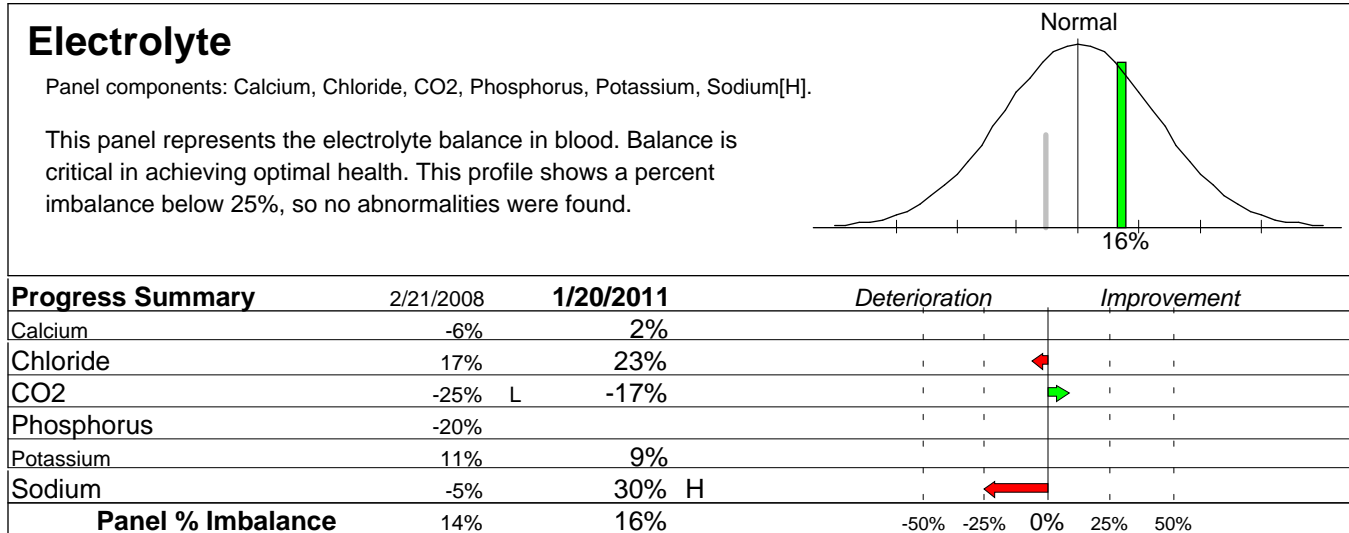 Electrolyte
Normal
Panel components: Calcium, Chloride, CO2, Phosphorus, Potassium, Sodium[H].
This panel represents the electrolyte balance in blood. Balance is
critical in achieving optimal health. This profile shows a percent
imbalance below 25%, so no abnormalities were found.
16%
Progress Summary 2/21/2008 1/20/2011 Deterioration Improvement
Calcium -6% 2%
Chloride 17% 23%
CO2 -25% L -17%
Phosphorus -20%
Potassium 11% 9%
Sodium -5% 30% H
Panel % Imbalance 14% 16% -50% -25% 0% 25% 50%